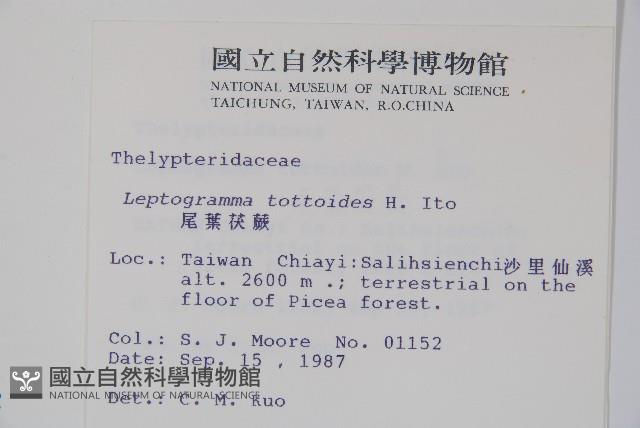 國立自然科學博物館
NATIONAL MUSEUM OF NATURAL SCIENCE
TAICHUNG, TAIWAN, R.O.CHINA
Thelypteridaceae
Leptogramma tottoides H. Ito
尾葉茯蕨
Loc.: Taiwan Chiayi:Salihsienchi沙里仙溪
alt. 2600 m .; terrestrial on the
floor of Picea forest.
Col.: S. J. Moore No. 01152
Date: Sep. 15 , 1987
國立自然科學博物館
NATIONAL MUSEUM OF NATURAL SCIENCE
Det.: C. M. Kuo